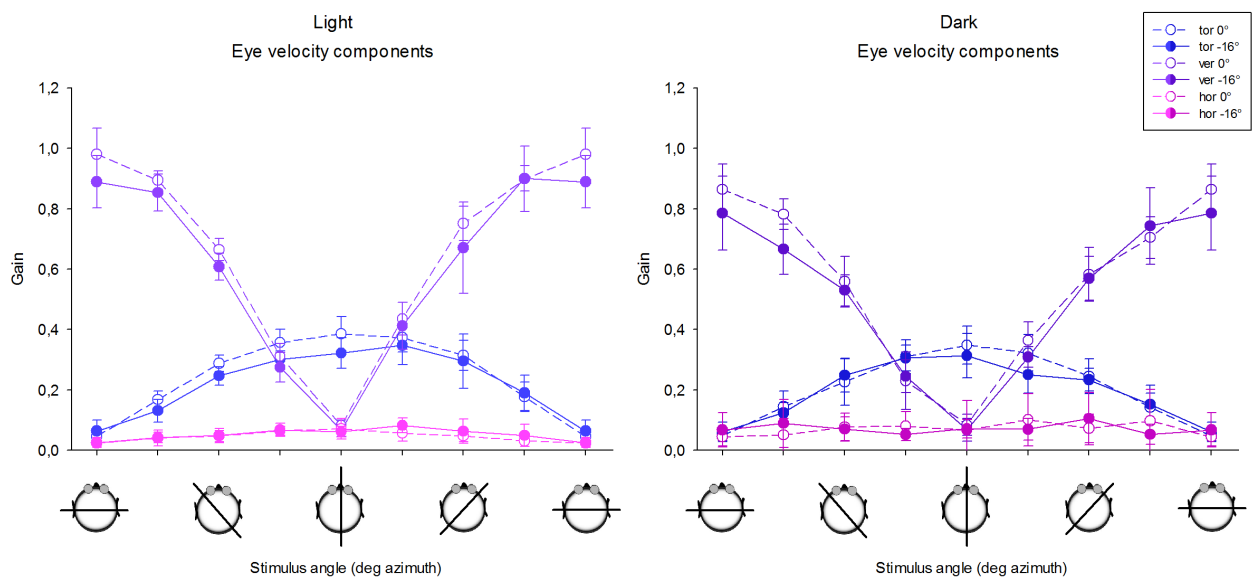 Light
Eye velocity components
1,2
1,0
0,8
0,6
0,4
0,2
0,0
Gain
Stimulus angle (deg azimuth)
Dark
Eye velocity components
1,2
1,0
0,8
0,6
0,4
0,2
0,0
Gain
Stimulus angle (deg azimuth)
tor 0°
tor -16°
ver 0°
ver -16°
hor 0°
hor -16°